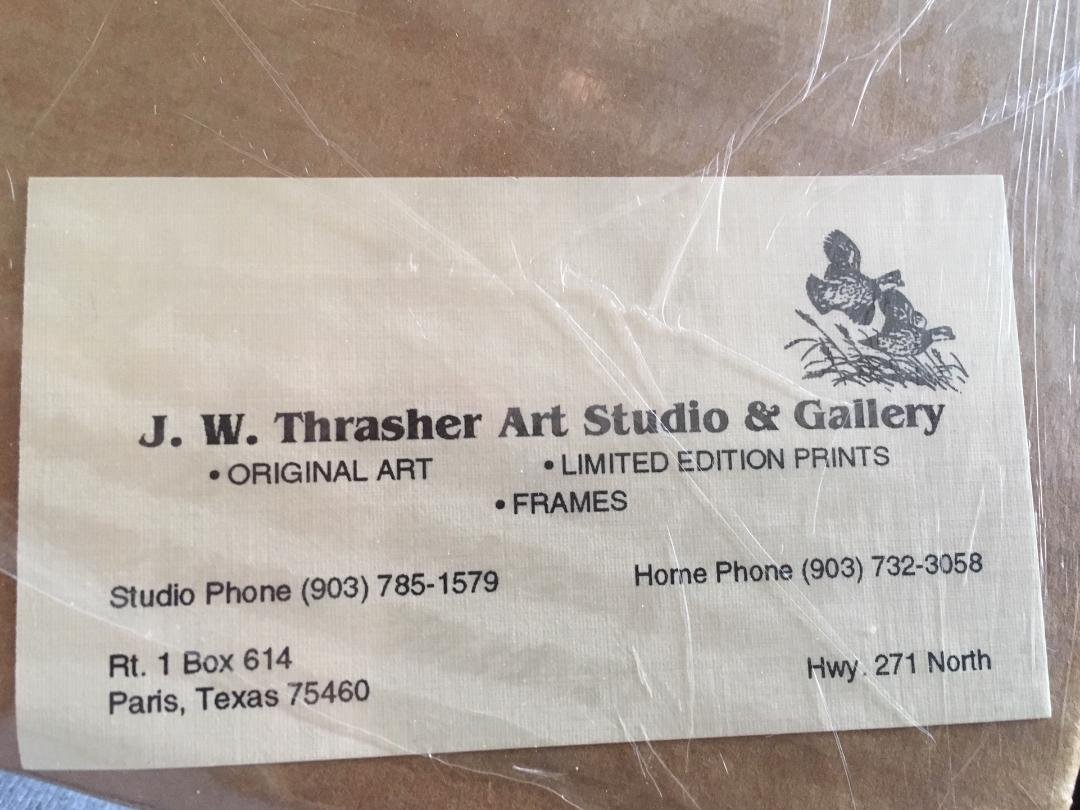 J. W. Thrasher Art Studio & Gallery
• ORIGINAL ART • LIMITED EDITION PRINTS
• FRAMES
Studio Phone (903) 785-1579 Home Phone (903) 732-3058
Rt. 1 Box 614
Paris, Texas 75460
Hwy. 271 North